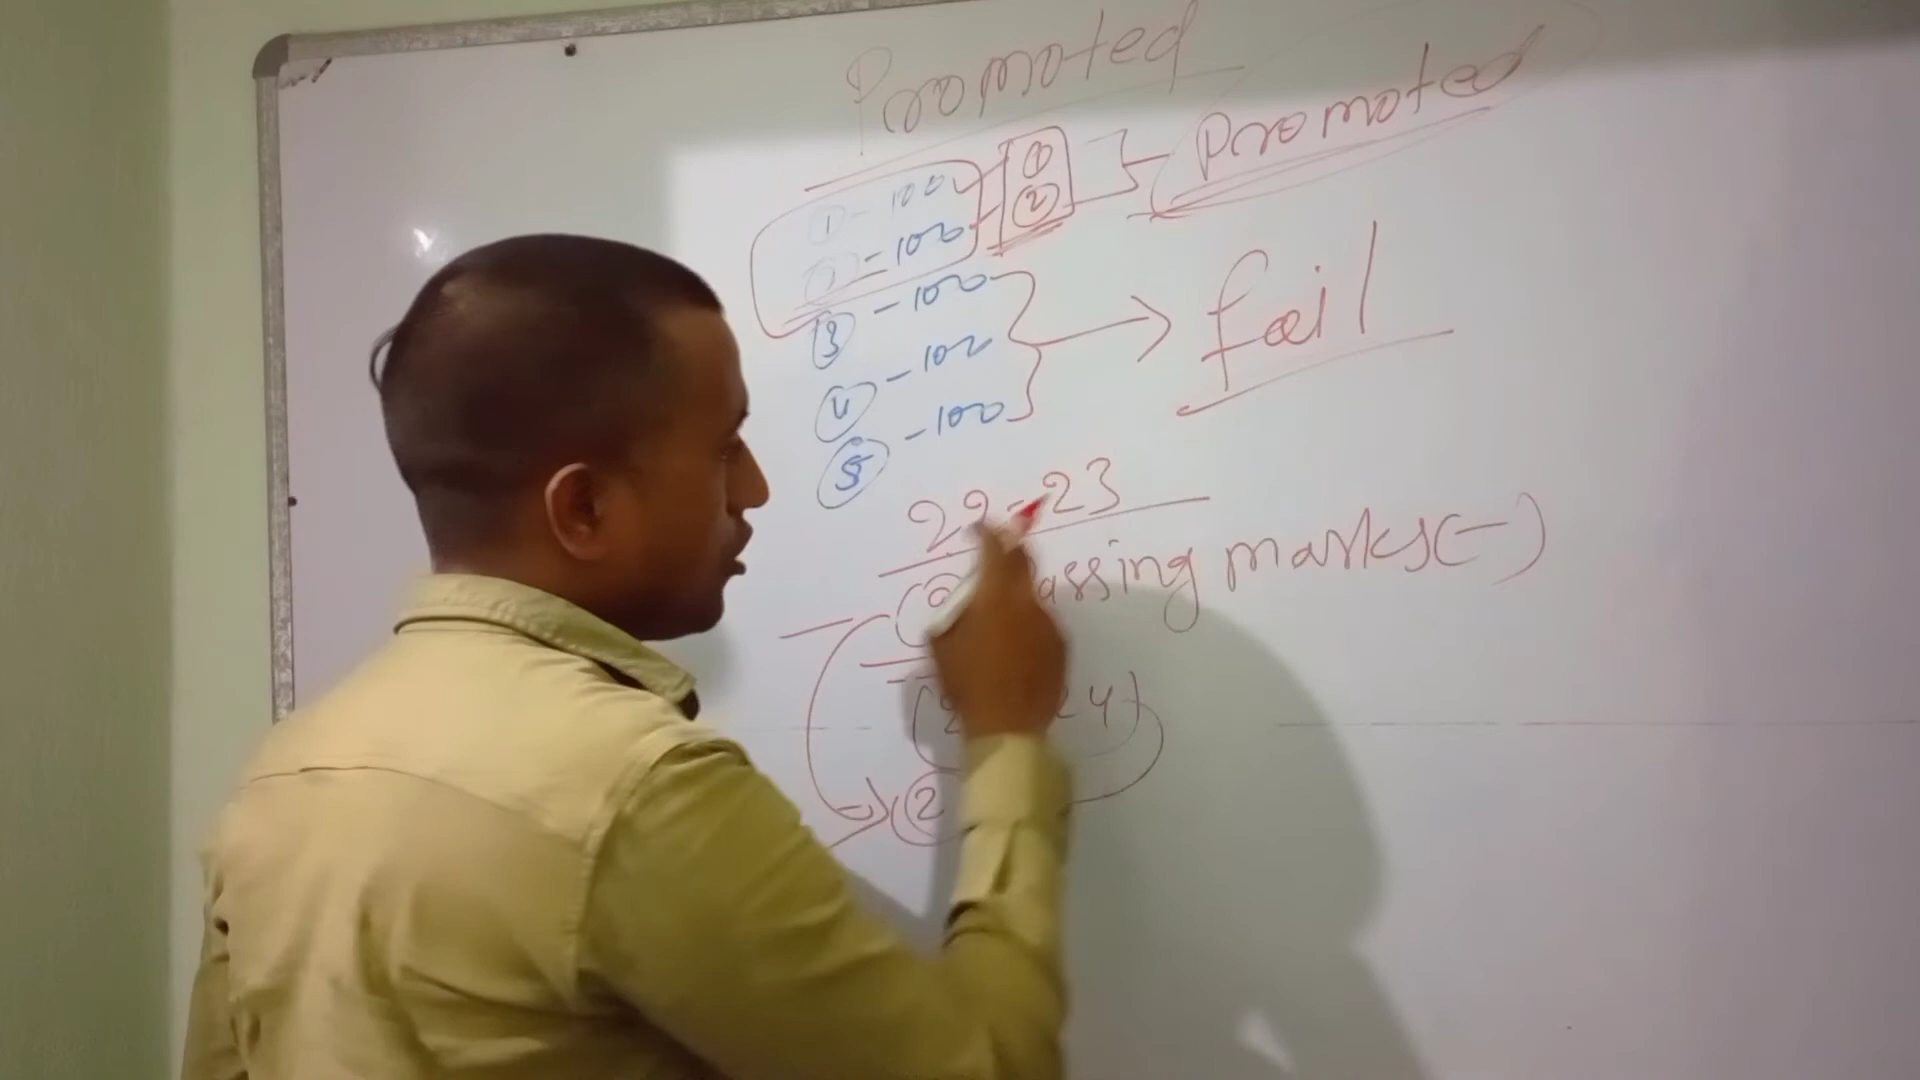 Promoted
① - 100 ① Promoted
- 100 ②
③ - 100
④ - 100 fail
⑤ - 100
22-23
assing marks (-)
24)
②